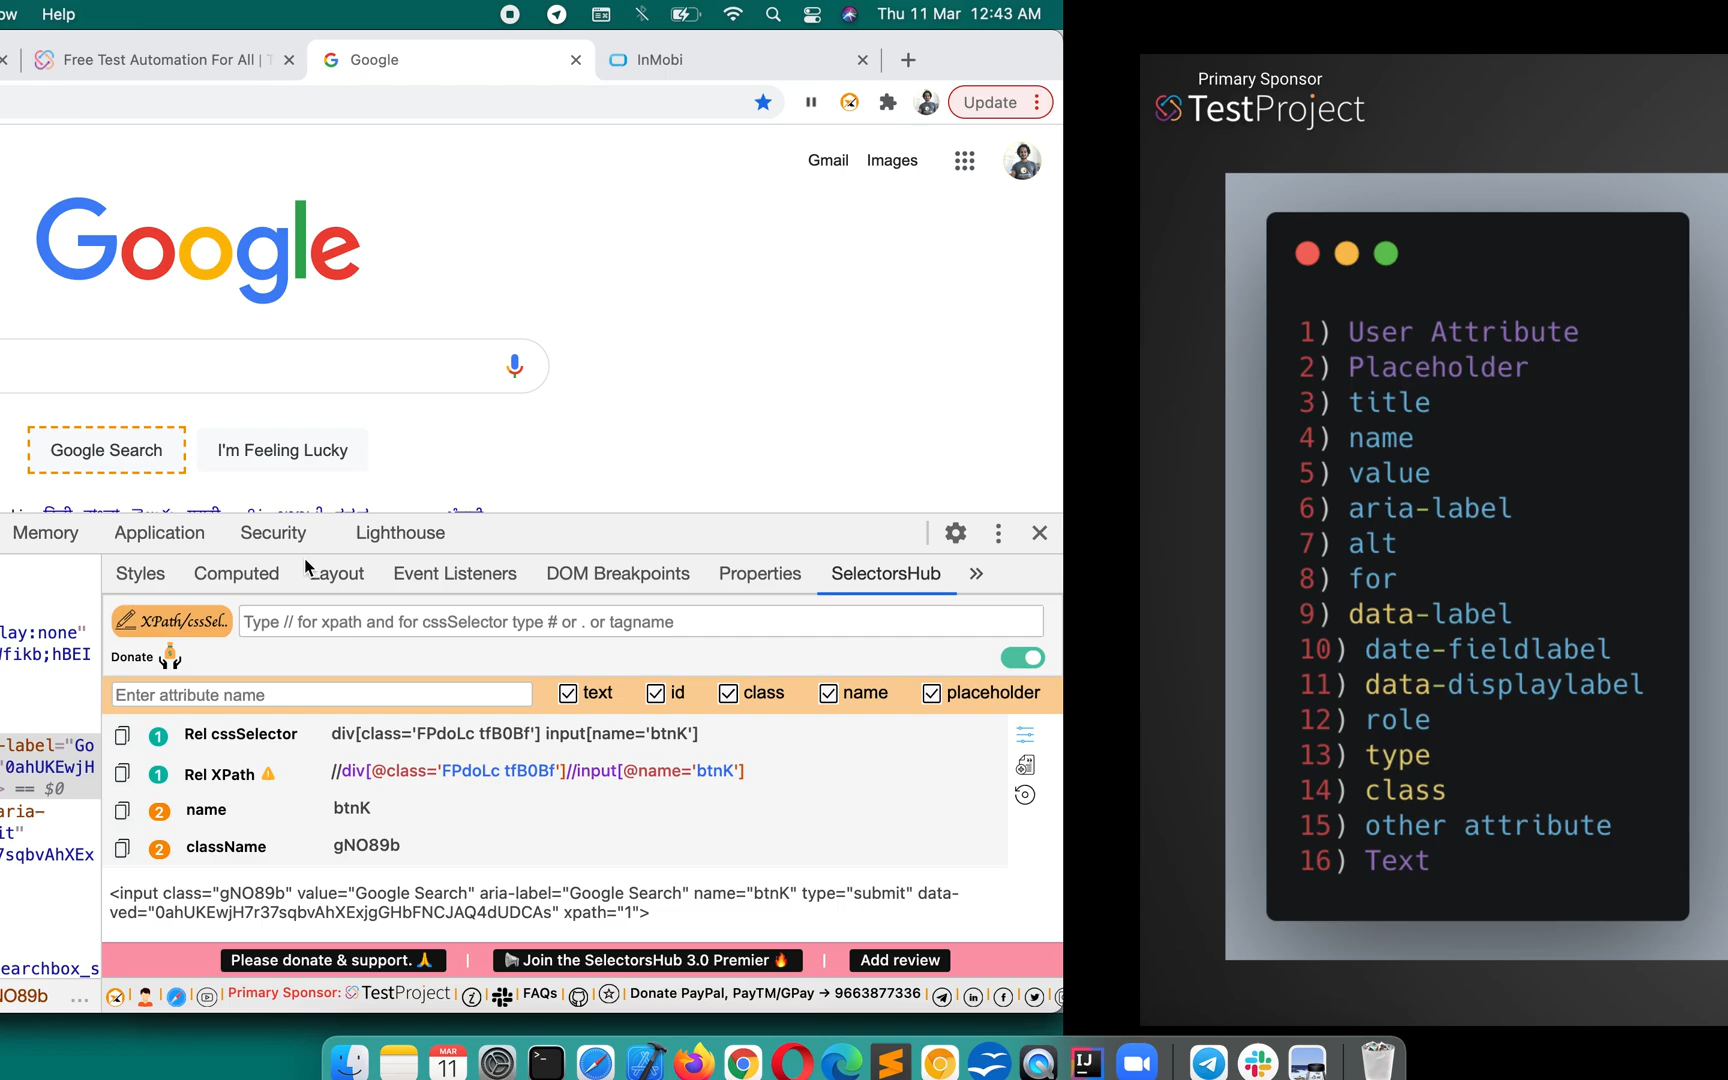 ow Help Thu 11 Mar 12:43 AM
Free Test Automation For All | T Google InMobi
Update
Gmail Images
Google
Google Search I'm Feeling Lucky
Memory Application Security Lighthouse
Styles Computed Layout Event Listeners DOM Breakpoints Properties SelectorsHub
XPath/cssSel.. Type // for xpath and for cssSelector type # or . or tagname
Donate
Enter attribute name text id class name placeholder
1 Rel cssSelector div[class='FPdoLc tfB0Bf'] input[name='btnK']
1 Rel XPath //div[@class='FPdoLc tfB0Bf']//input[@name='btnK']
2 name btnK
2 className gNO89b
<input class="gNO89b" value="Google Search" aria-label="Google Search" name="btnK" type="submit" data-
ved="0ahUKEwjH7r37sqbvAhXExjgGHbFNCJAQ4dUDCAs" xpath="1">
Please donate & support. | Join the SelectorsHub 3.0 Premier | Add review
Primary Sponsor: TestProject | FAQs | Donate PayPal, PayTM/GPay → 9663877336
lay:none"
fikb;hBEI
-label="Go
"0ahUKEwjH
> == $0
aria-
it"
7sqbvAhXEx
earchbox_s
JO89b ...
MAR
11
Primary Sponsor
TestProject
1) User Attribute
2) Placeholder
3) title
4) name
5) value
6) aria-label
7) alt
8) for
9) data-label
10) date-fieldlabel
11) data-displaylabel
12) role
13) type
14) class
15) other attribute
16) Text